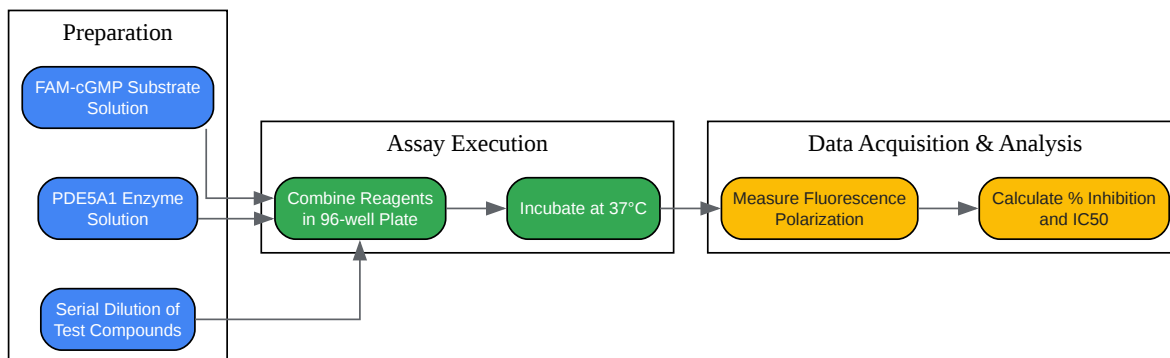 Preparation
FAM-cGMP Substrate
Solution
PDE5A1 Enzyme
Solution
Serial Dilution of
Test Compounds
Assay Execution
Combine Reagents
in 96-well Plate
Incubate at 37°C
Data Acquisition & Analysis
Measure Fluorescence
Polarization
Calculate % Inhibition
and IC50